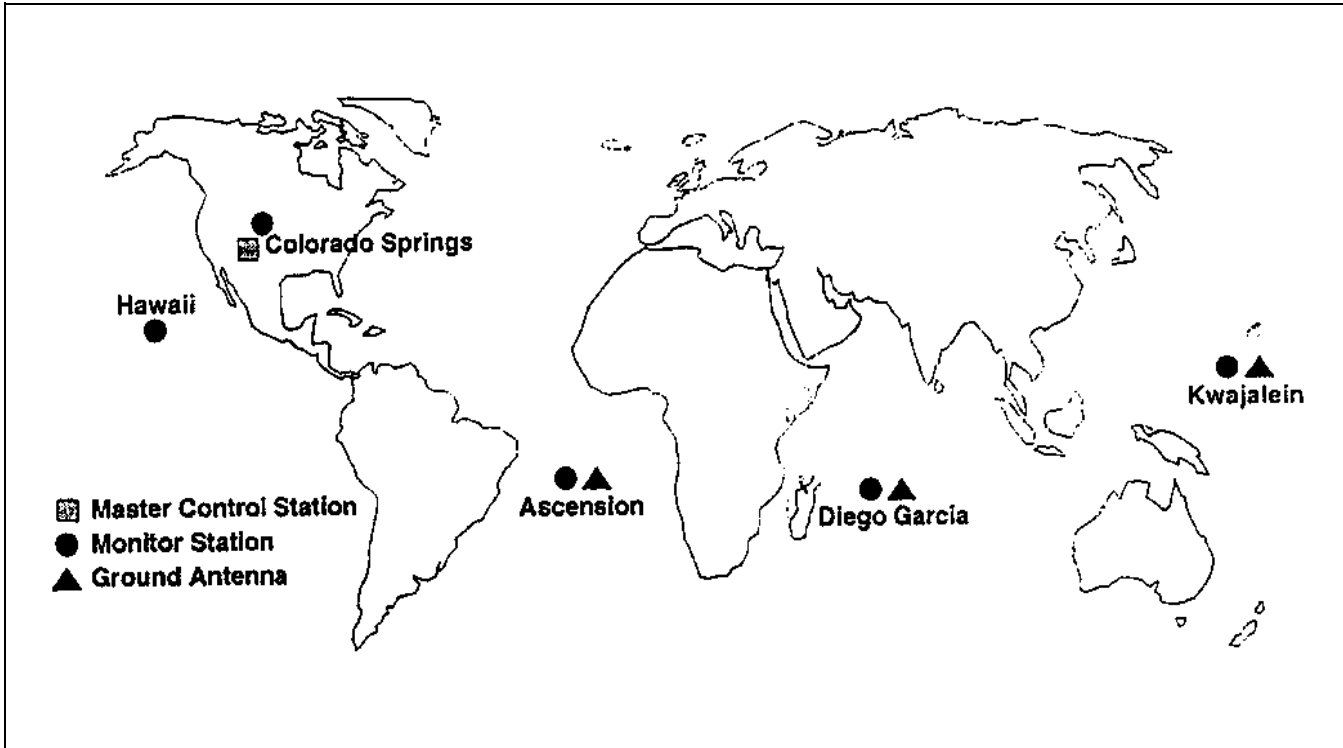 Colorado Springs
Hawaii
Kwajalein
Ascension
Diego Garcia
Master Control Station
Monitor Station
Ground Antenna